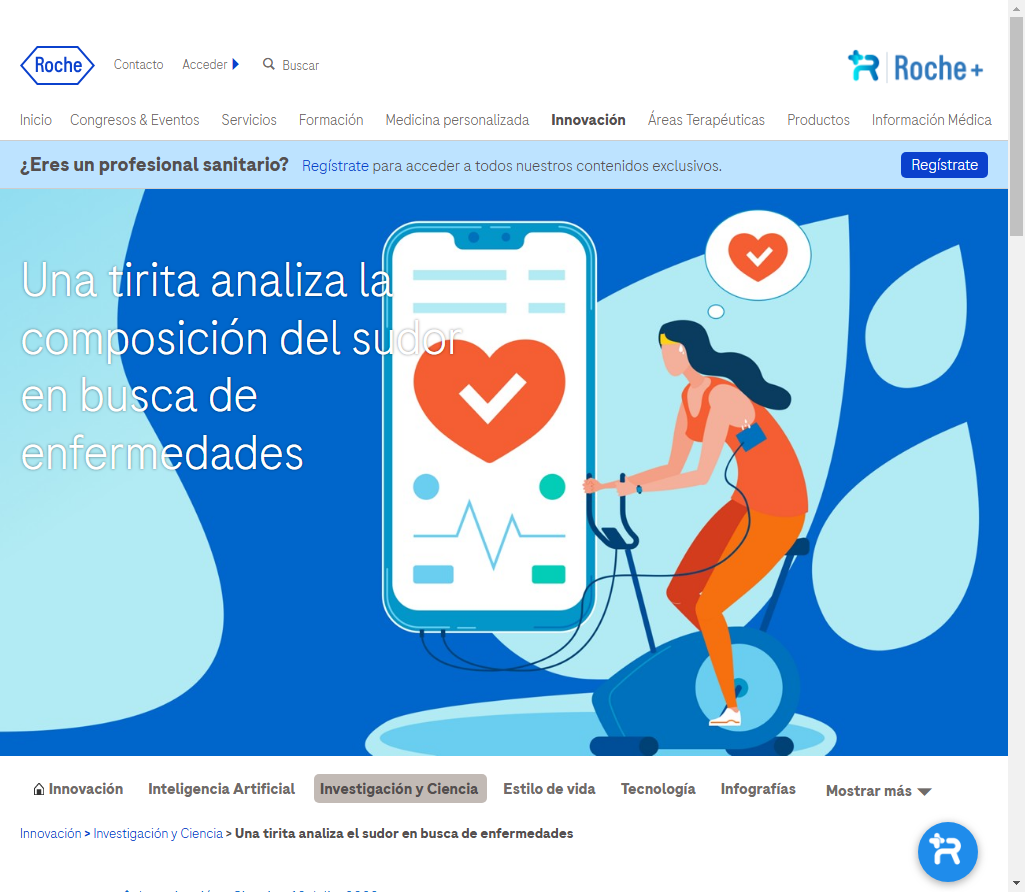 Roche
Contacto Acceder Buscar
Roche+
Inicio Congresos & Eventos Servicios Formación Medicina personalizada Innovación Áreas Terapéuticas Productos Información Médica
¿Eres un profesional sanitario? Regístrate para acceder a todos nuestros contenidos exclusivos. Regístrate
Una tirita analiza la
composición del sudor
en busca de
enfermedades
Innovación Inteligencia Artificial Investigación y Ciencia Estilo de vida Tecnología Infografías Mostrar más
Innovación > Investigación y Ciencia > Una tirita analiza el sudor en busca de enfermedades